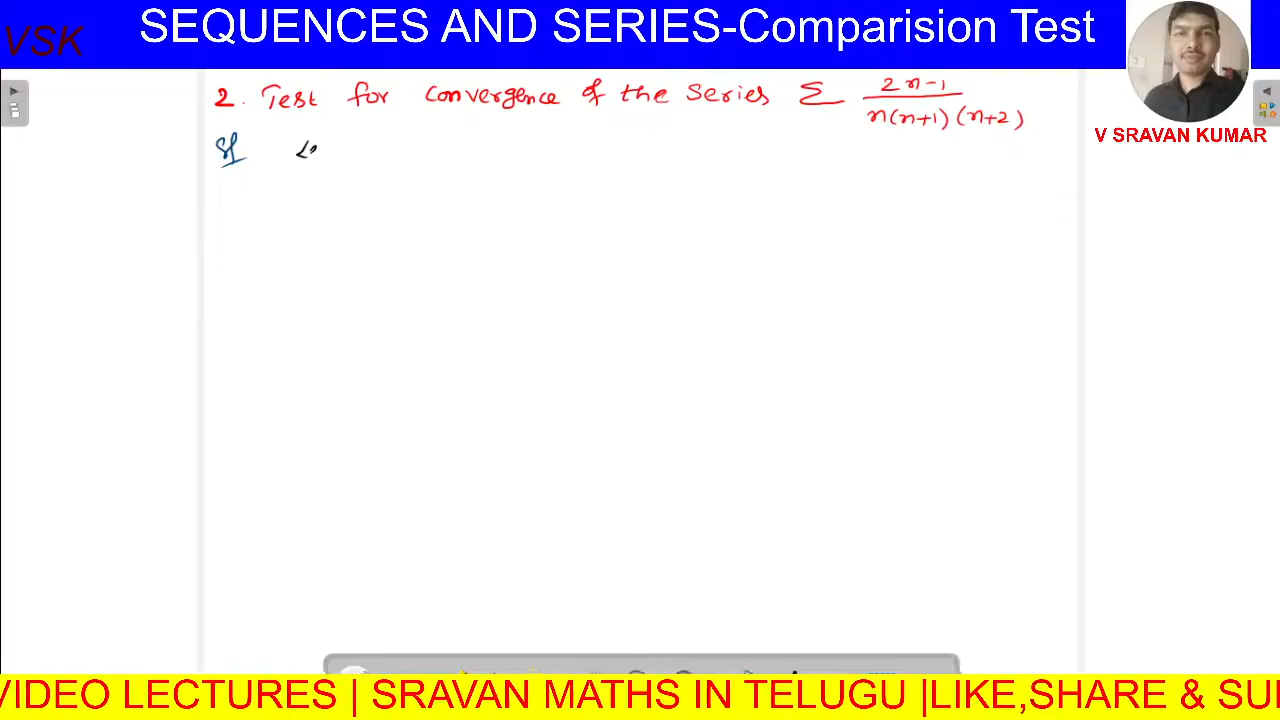 VSK
SEQUENCES AND SERIES-Comparision Test
2. Test for convergence of the series Σ (2n-1)/(n(n+1)(n+2))
V SRAVAN KUMAR
VIDEO LECTURES | SRAVAN MATHS IN TELUGU |LIKE,SHARE & SU